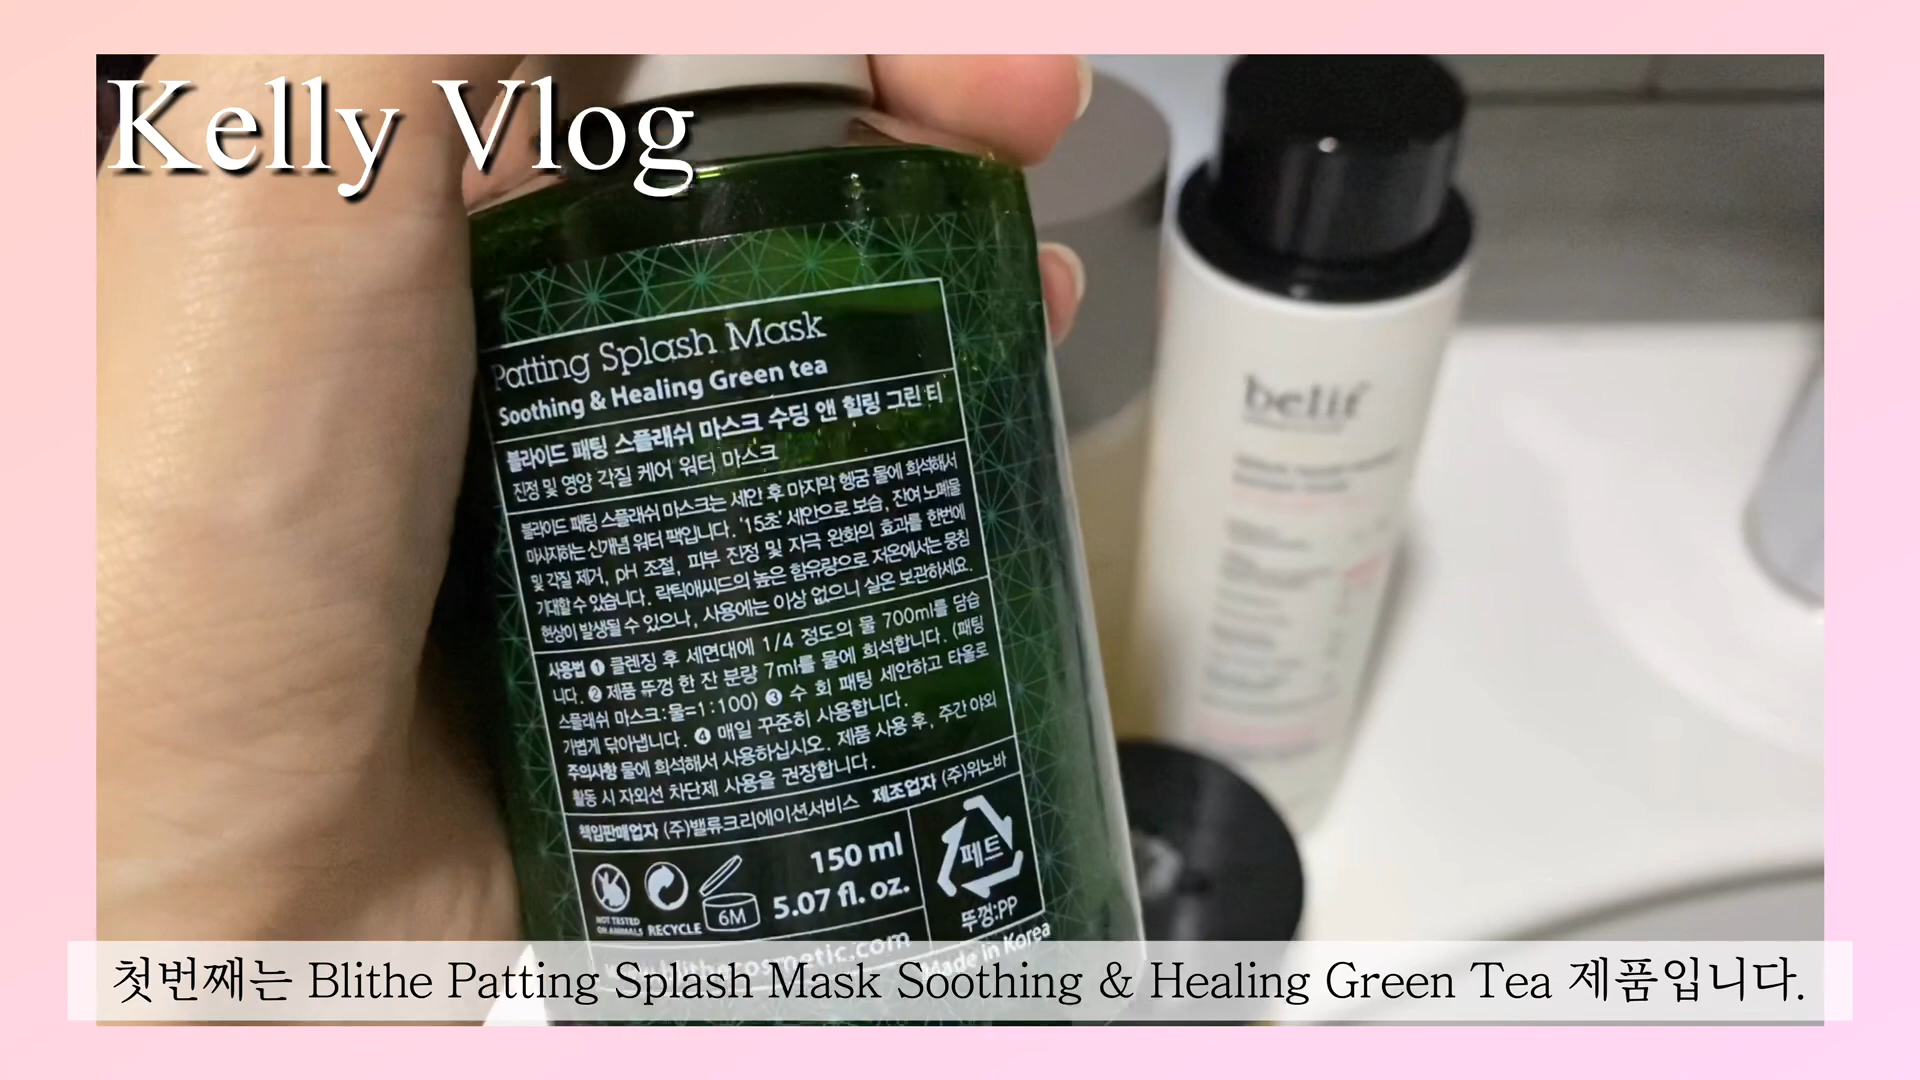 Kelly Vlog
Patting Splash Mask
Soothing & Healing Green tea
블라이드 패팅 스플래쉬 마스크 수딩 앤 힐링 그린 티
진정 및 영양 각질 케어 워터 마스크
블라이드 패팅 스플래쉬 마스크는 세안 후 마지막 헹굼 물에 희석해서
마사지하는 신개념 워터 팩입니다. '15초' 세안으로 보습, 잔여 노폐물
및 각질 제거, pH 조절, 피부 진정 및 자극 완화의 효과를 한번에
기대할 수 있습니다. 락틱애씨드의 높은 함유량으로 저온에서는 뭉침
현상이 발생될 수 있으나, 사용에는 이상 없으니 실온 보관하세요.
사용법 ❶ 클렌징 후 세면대에 1/4 정도의 물 700ml를 담습
니다. ❷ 제품 뚜껑 한 잔 분량 7ml를 물에 희석합니다. (패팅
스플래쉬 마스크:물=1:100) ❸ 수 회 패팅 세안하고 타올로
가볍게 닦아냅니다. ❹ 매일 꾸준히 사용합니다.
주의사항 물에 희석해서 사용하십시오. 제품 사용 후, 주간 야외
활동 시 자외선 차단제 사용을 권장합니다.
책임판매업자 (주)밸류크리에이션서비스 제조업자 (주)위노바
NOT TESTED
ON ANIMALS
RECYCLE
6M
150 ml
5.07 fl. oz.
페트
뚜껑:PP
www.blithecosmetic.com
Made in Korea
belif
첫번째는 Blithe Patting Splash Mask Soothing & Healing Green Tea 제품입니다.